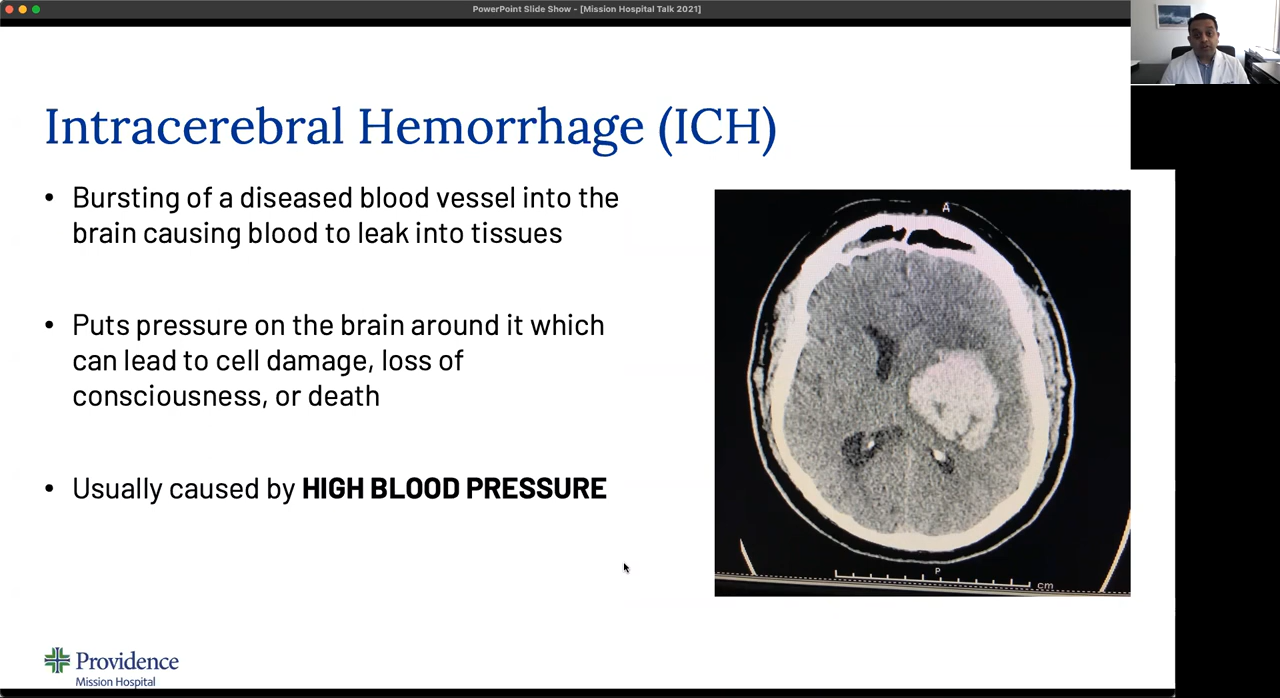 PowerPoint Slide Show - [Mission Hospital Talk 2021]
Intracerebral Hemorrhage (ICH)
• Bursting of a diseased blood vessel into the
brain causing blood to leak into tissues
• Puts pressure on the brain around it which
can lead to cell damage, loss of
consciousness, or death
• Usually caused by HIGH BLOOD PRESSURE
A
P
cm
Providence
Mission Hospital